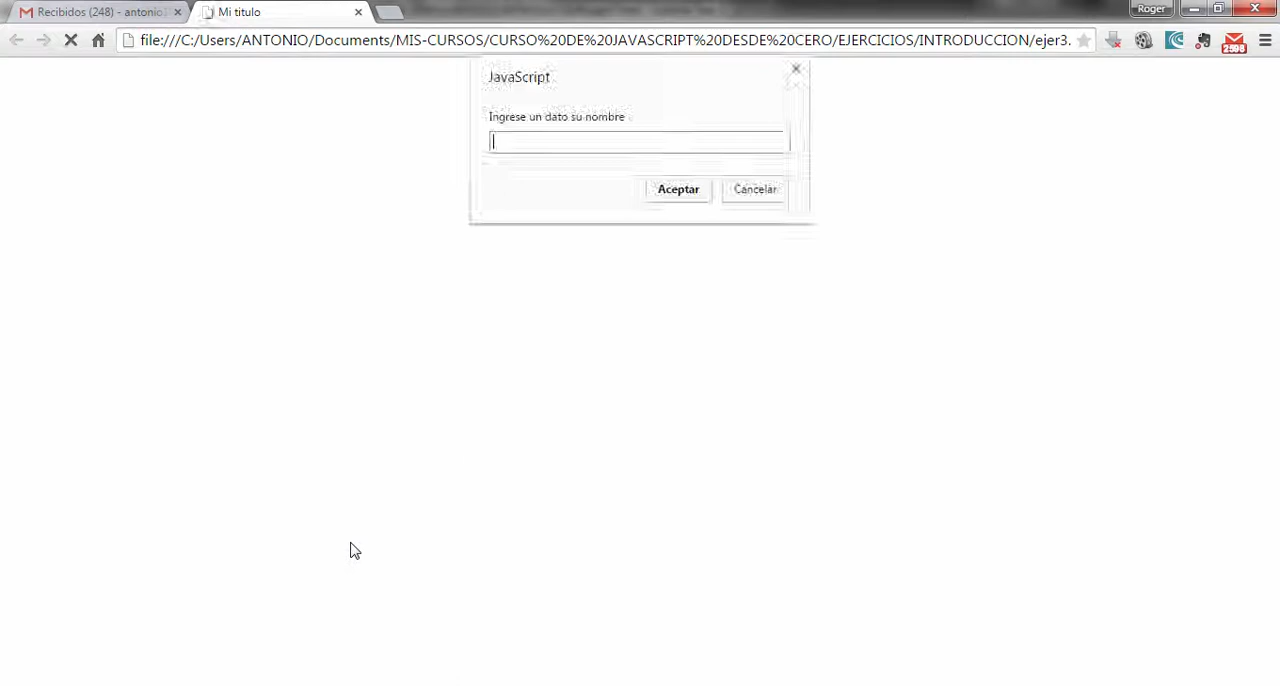 Recibidos (248) - antonio
Mi titulo
Roger
file:///C:/Users/ANTONIO/Documents/MIS-CURSOS/CURSO%20DE%20JAVASCRIPT%20DESDE%20CERO/EJERCICIOS/INTRODUCCION/ejer3.
2598
JavaScript
Ingrese un dato su nombre
Aceptar
Cancelar